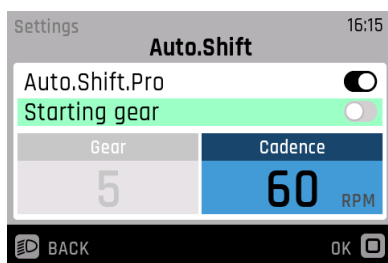 Settings 16:15
Auto.Shift
Auto.Shift.Pro
Starting gear
Gear Cadence
5 60 RPM
BACK OK